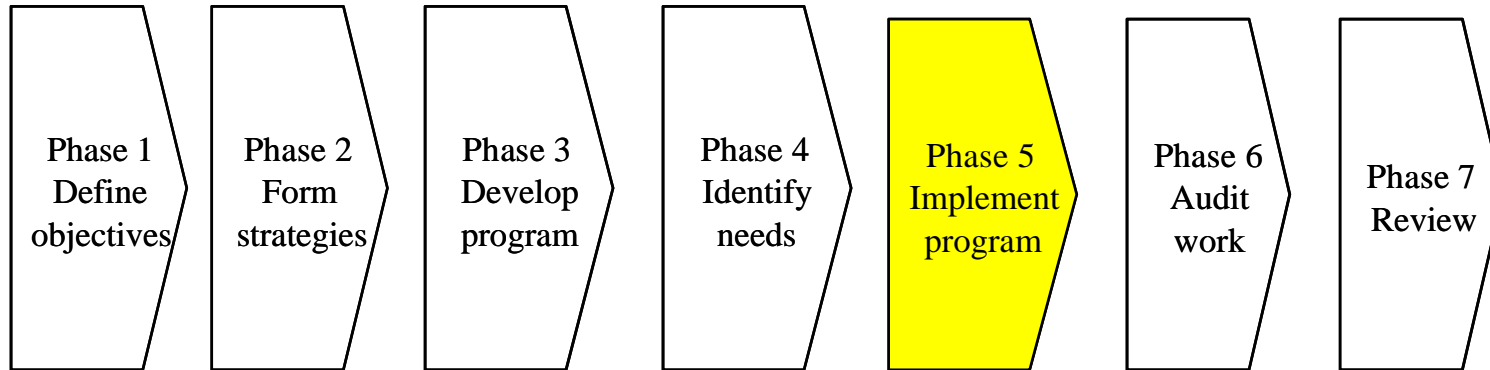 Phase 1
Define
objectives
Phase 2
Form
strategies
Phase 3
Develop
program
Phase 4
Identify
needs
Phase 5
Implement
program
Phase 6
Audit
work
Phase 7
Review